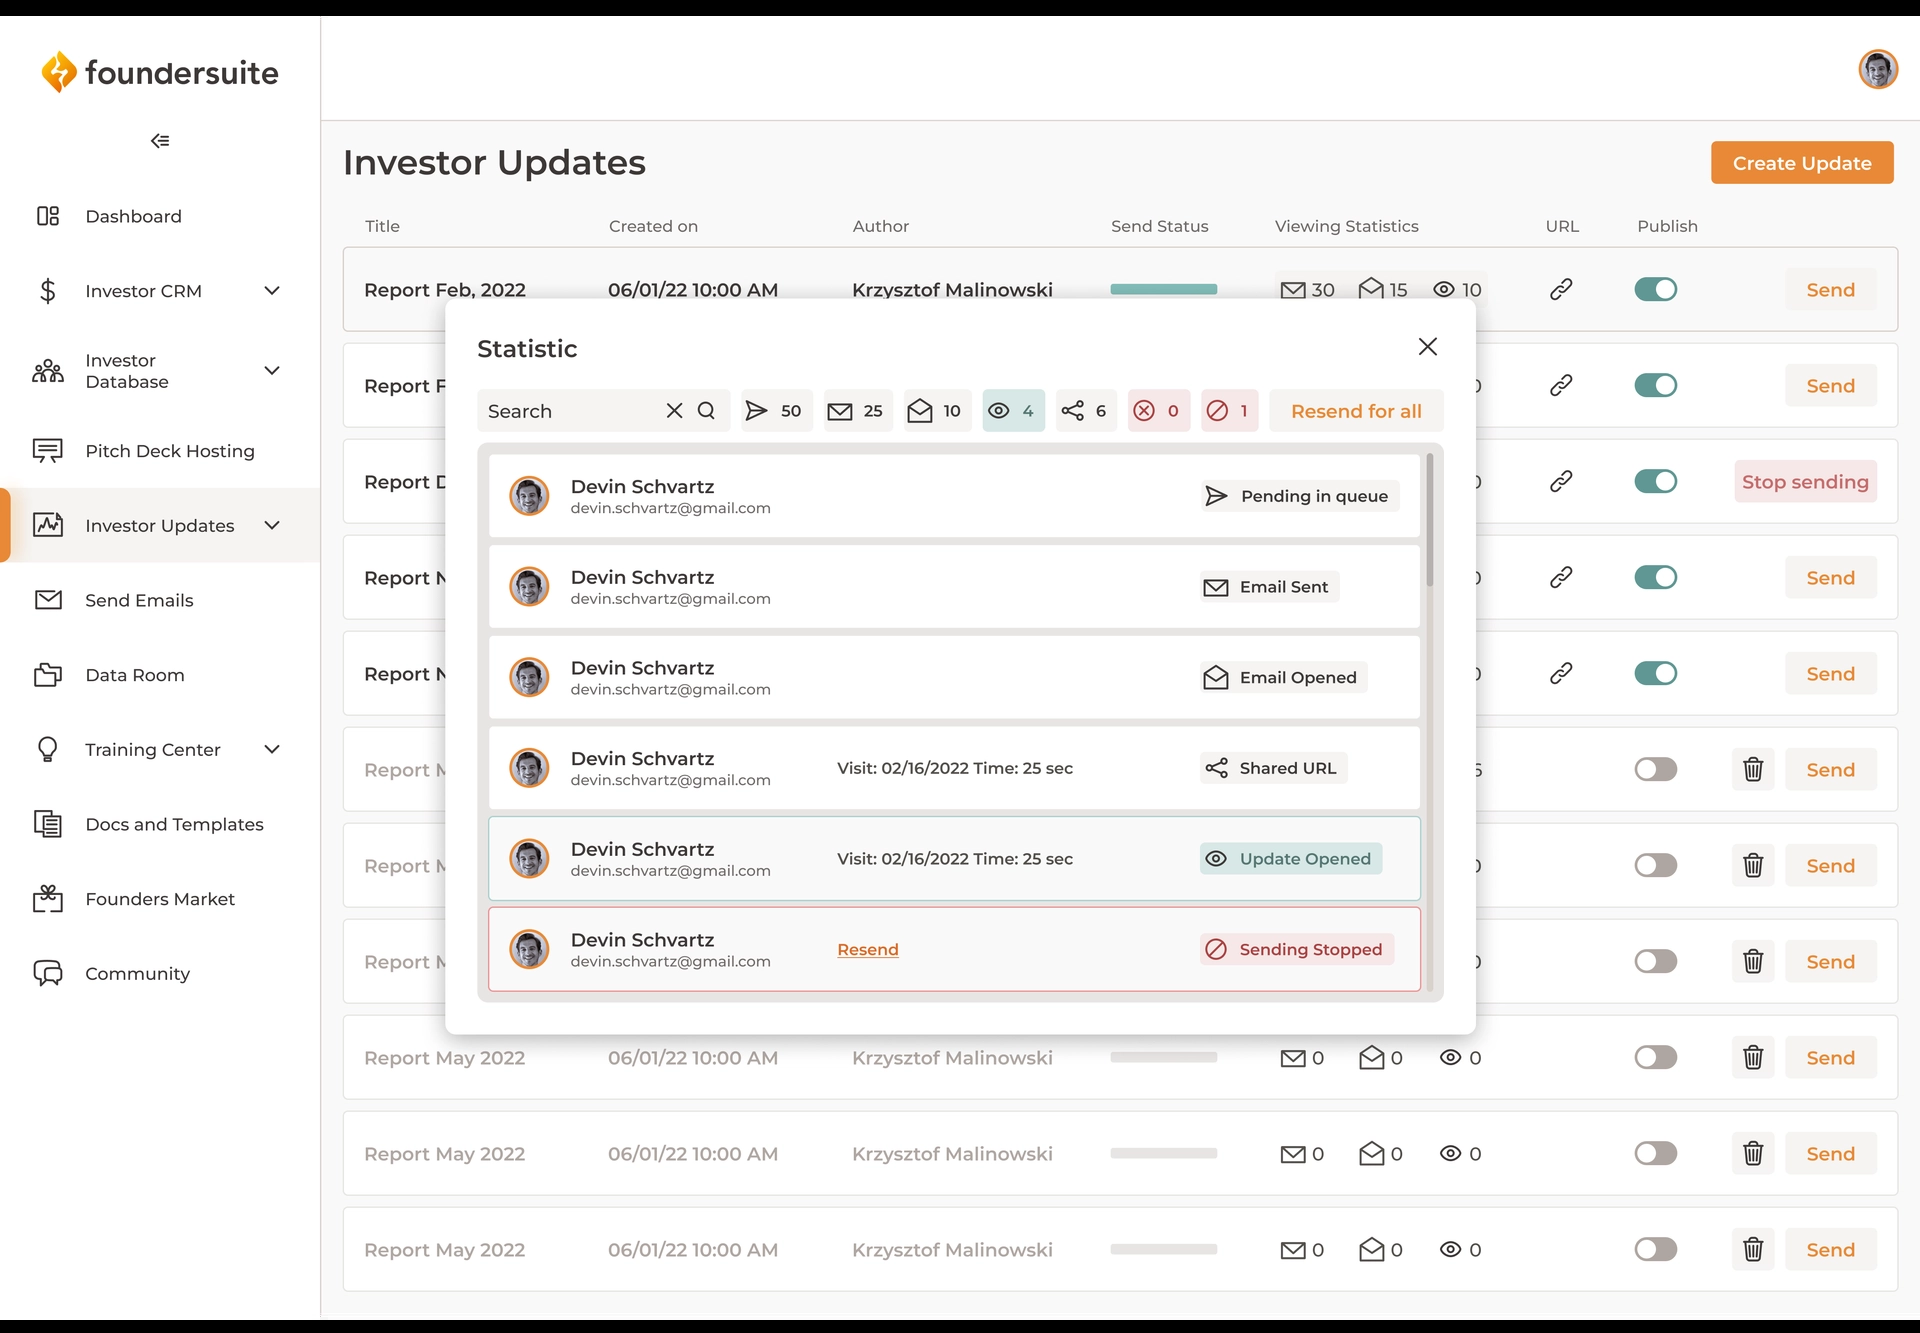 foundersuite
Dashboard
Investor CRM
Investor
Database
Pitch Deck Hosting
Investor Updates
Send Emails
Data Room
Training Center
Docs and Templates
Founders Market
Community
Investor Updates
Create Update
Title Created on Author Send Status Viewing Statistics URL Publish
Report Feb, 2022 06/01/22 10:00 AM Krzysztof Malinowski 30 15 10 Send
Report Send
Report Stop sending
Report Send
Report Send
Report Send
Report Send
Report Send
Statistic
Search 50 25 10 4 6 0 1 Resend for all
Devin Schvartz
devin.schvartz@gmail.com
Pending in queue
Devin Schvartz
devin.schvartz@gmail.com
Email Sent
Devin Schvartz
devin.schvartz@gmail.com
Email Opened
Devin Schvartz
devin.schvartz@gmail.com
Visit: 02/16/2022 Time: 25 sec
Shared URL
Devin Schvartz
devin.schvartz@gmail.com
Visit: 02/16/2022 Time: 25 sec
Update Opened
Devin Schvartz
devin.schvartz@gmail.com
Resend
Sending Stopped
Report May 2022 06/01/22 10:00 AM Krzysztof Malinowski 0 0 0 Send
Report May 2022 06/01/22 10:00 AM Krzysztof Malinowski 0 0 0 Send
Report May 2022 06/01/22 10:00 AM Krzysztof Malinowski 0 0 0 Send